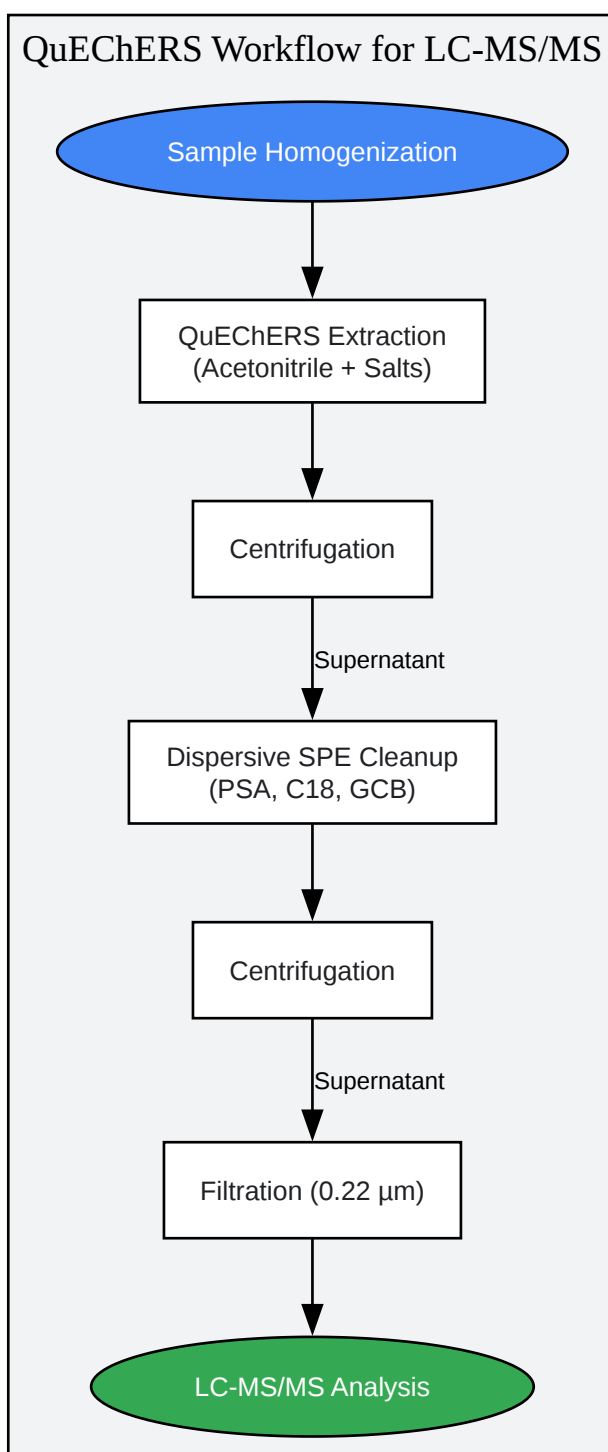 QuEChERS Workflow for LC-MS/MS
Sample Homogenization
QuEChERS Extraction
(Acetonitrile + Salts)
Centrifugation
Supernatant
Dispersive SPE Cleanup
(PSA, C18, GCB)
Centrifugation
Supernatant
Filtration (0.22 µm)
LC-MS/MS Analysis